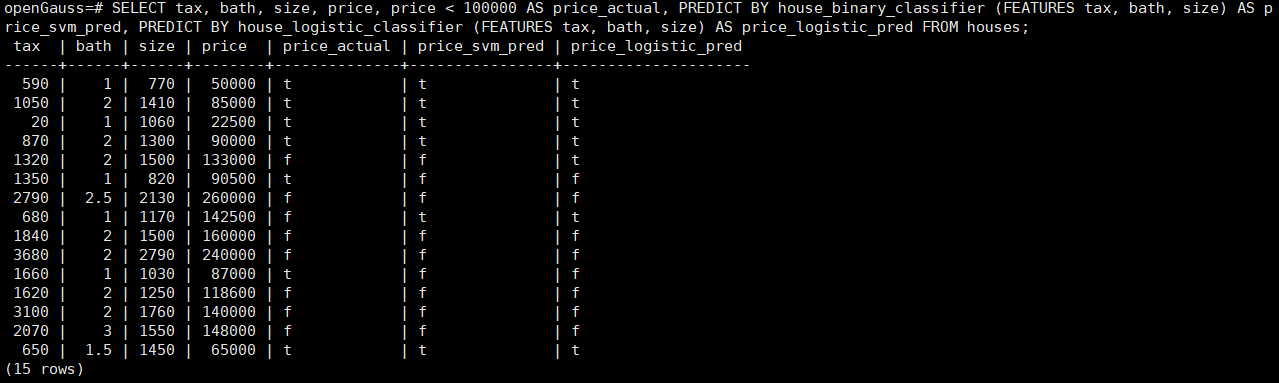 openGauss=# SELECT tax, bath, size, price, price < 100000 AS price_actual, PREDICT BY house_binary_classifier (FEATURES tax, bath, size) AS p
rice_svm_pred, PREDICT BY house_logistic_classifier (FEATURES tax, bath, size) AS price_logistic_pred FROM houses;
 tax  | bath | size | price  | price_actual | price_svm_pred | price_logistic_pred
------+------+------+--------+--------------+----------------+---------------------
  590 |    1 |  770 |  50000 | t            | t              | t
 1050 |    2 | 1410 |  85000 | t            | t              | t
   20 |    1 | 1060 |  22500 | t            | t              | t
  870 |    2 | 1300 |  90000 | t            | t              | t
 1320 |    2 | 1500 | 133000 | f            | f              | t
 1350 |    1 |  820 |  90500 | t            | f              | f
 2790 |  2.5 | 2130 | 260000 | f            | f              | f
  680 |    1 | 1170 | 142500 | f            | t              | t
 1840 |    2 | 1500 | 160000 | f            | f              | f
 3680 |    2 | 2790 | 240000 | f            | f              | f
 1660 |    1 | 1030 |  87000 | t            | f              | f
 1620 |    2 | 1250 | 118600 | f            | f              | f
 3100 |    2 | 1760 | 140000 | f            | f              | f
 2070 |    3 | 1550 | 148000 | f            | f              | f
  650 |  1.5 | 1450 |  65000 | t            | t              | t
(15 rows)